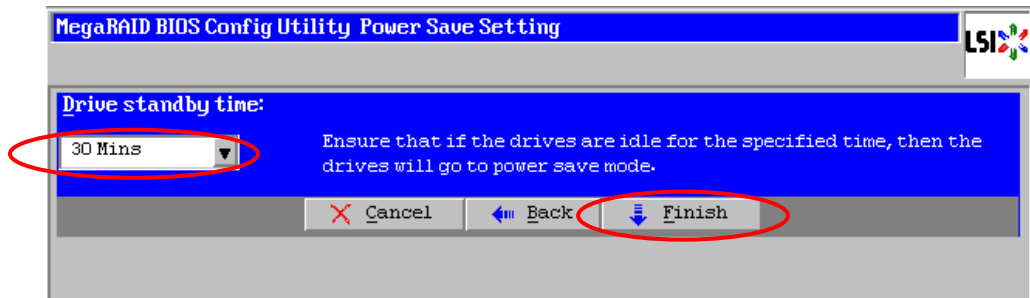 MegaRAID BIOS Config Utility Power Save Setting
LSI
Drive standby time:
30 Mins
Ensure that if the drives are idle for the specified time, then the
drives will go to power save mode.
Cancel
Back
Finish